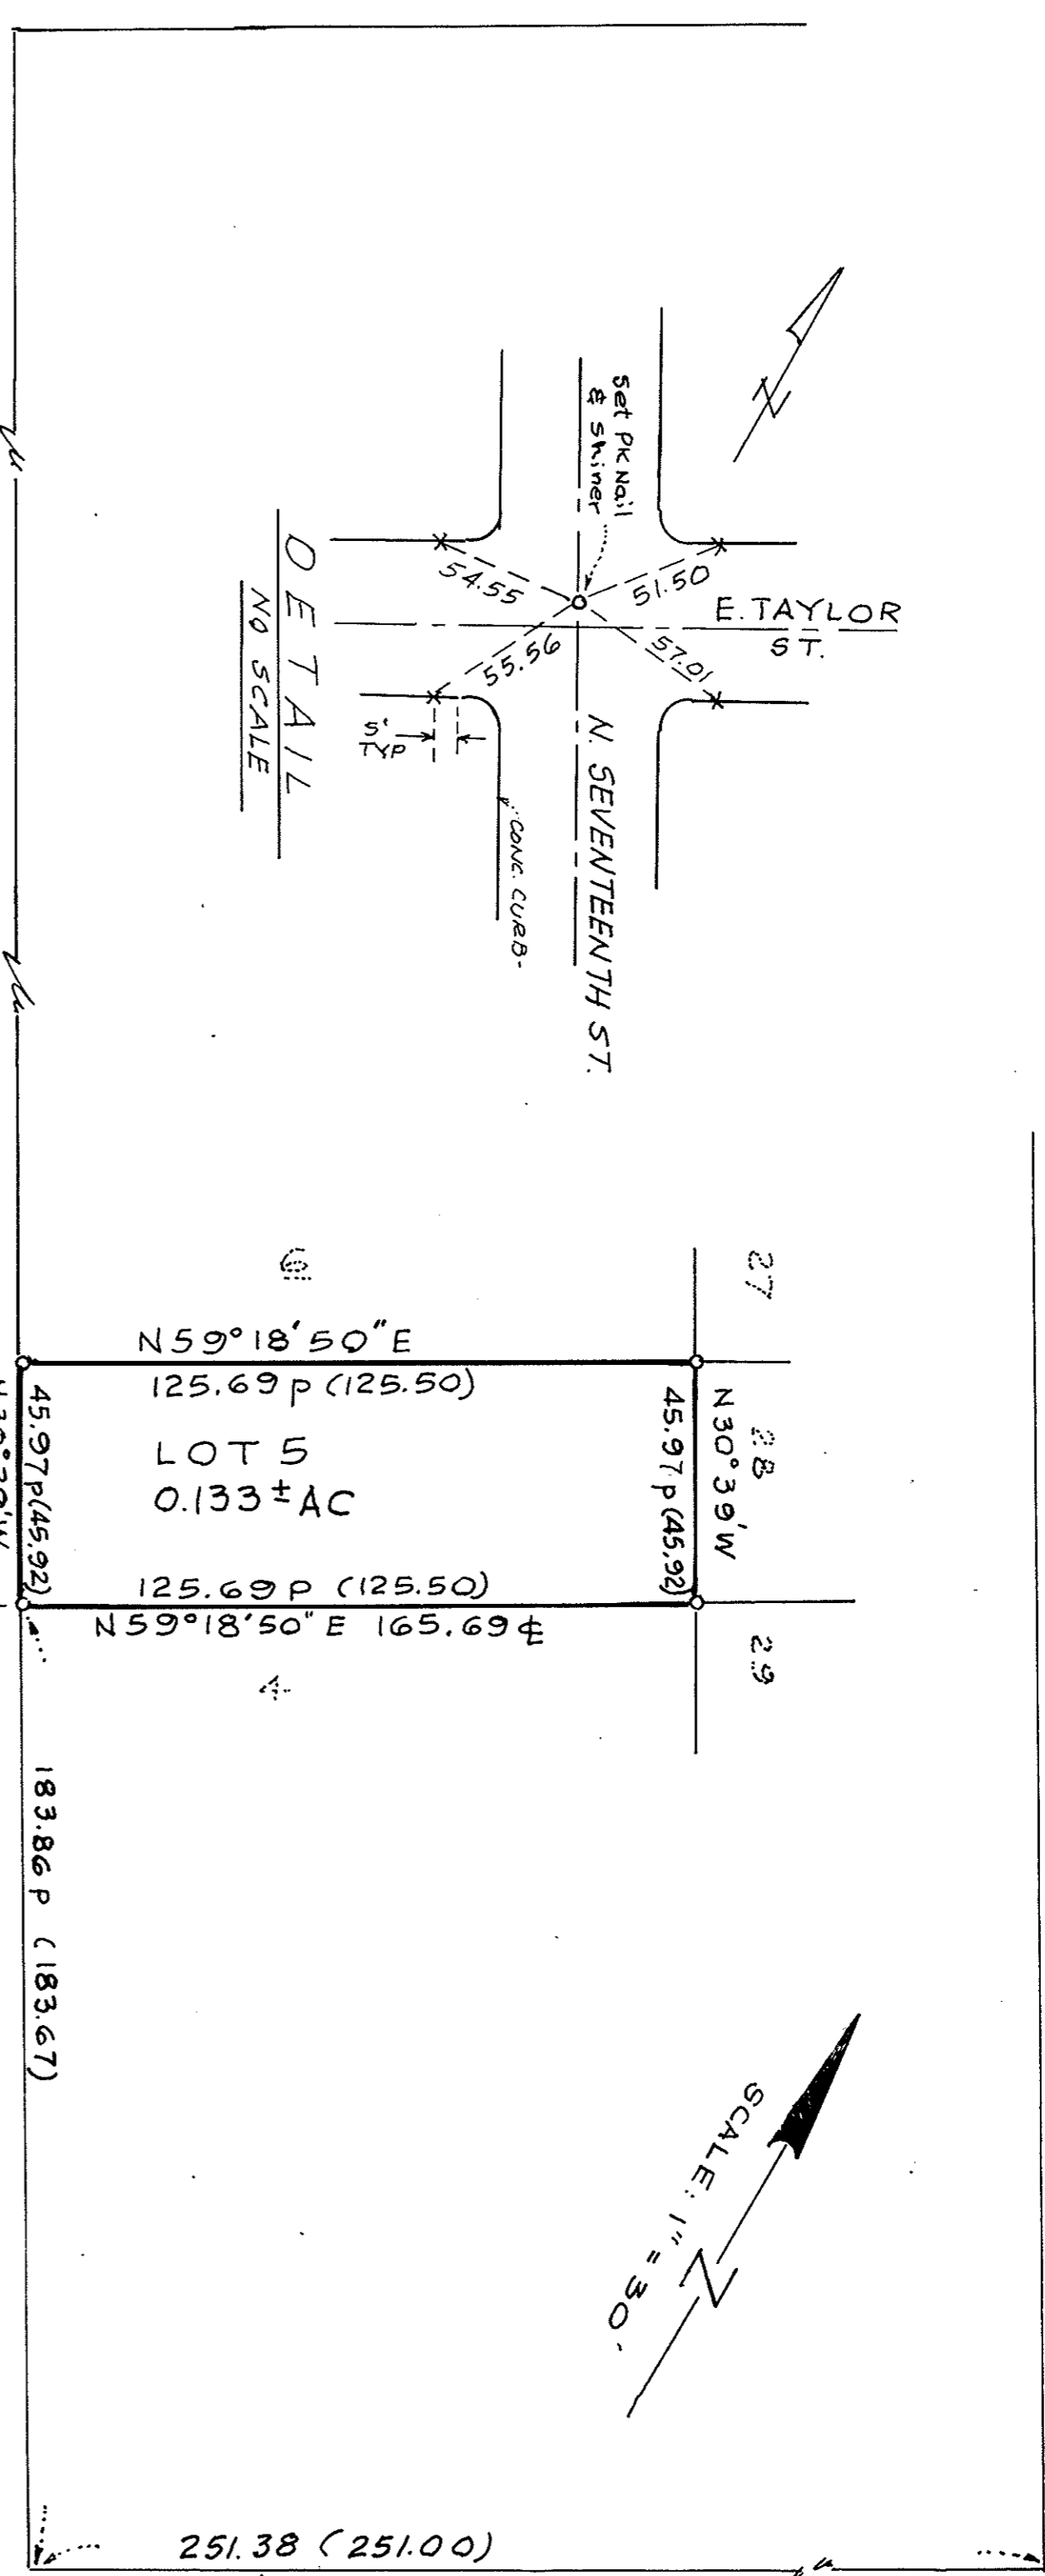 Set PK Nail
& Shiner
54.55
51.50
55.56
57.01
E. TAYLOR
ST.
N. SEVENTEENTH ST.
5'
TYP
CONC. CURB
DETAIL
NO SCALE
27
6
N59°18'50"E
125.69 p (125.50)
28
N30°39'W
45.97 p (45.92)
45.97 p (45.92)
LOT 5
0.133± AC
125.69 p (125.50)
N59°18'50"E 165.69 ℄
29
4
183.86 p (183.67)
SCALE: 1" = 30'
N
N
251.38 (251.00)